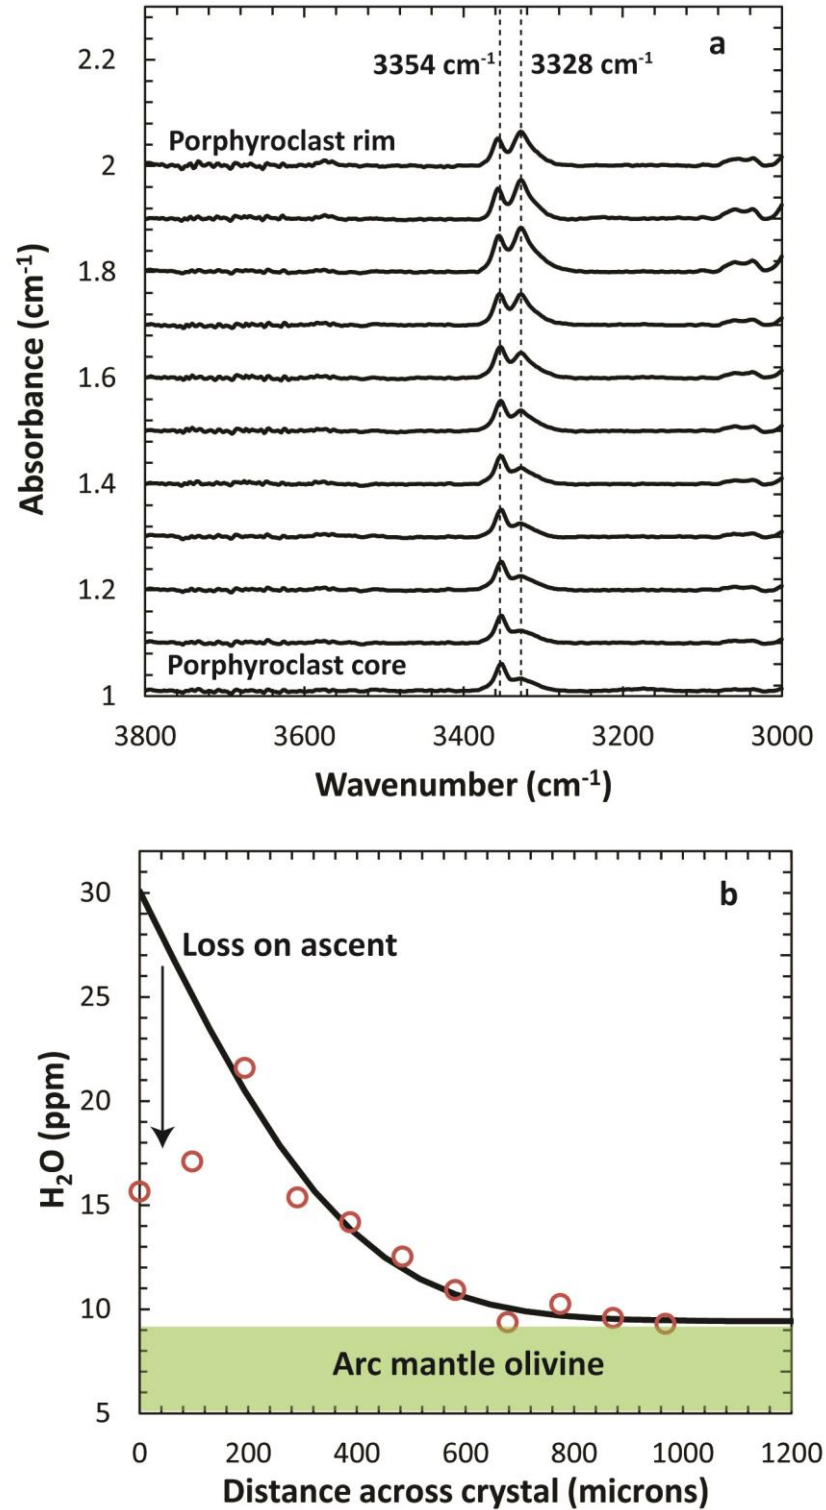 a
3354 cm-1 3328 cm-1
Porphyroclast rim
Porphyroclast core
2.2
2
1.8
1.6
1.4
1.2
1
Absorbance (cm-1)
3800 3600 3400 3200 3000
Wavenumber (cm-1)
b
Loss on ascent
Arc mantle olivine
30
25
20
15
10
5
H2O (ppm)
0 200 400 600 800 1000 1200
Distance across crystal (microns)